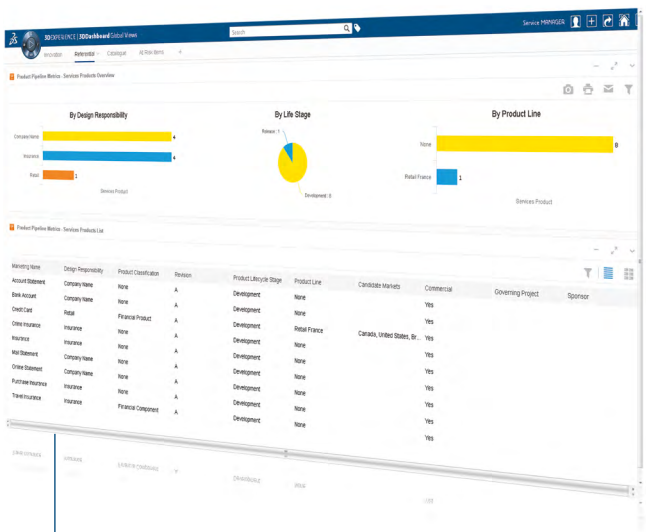 3DEXPERIENCE | 3DDashboard Global Views
Search
Service MANAGER
Innovation Referential Catalogue At Risk Items +
Product Pipeline Metrics - Services Products Overview
By Design Responsibility
Company Name 4
Insurance 4
Retail 1
Services Product
By Life Stage
Release : 1
Development : 8
By Product Line
None 8
Retail France 1
Services Product
Product Pipeline Metrics - Services Products List
Marketing Name Design Responsibility Product Classification Revision Product Lifecycle Stage Product Line Candidate Markets Commercial Governing Project Sponsor
Account Statement Company Name None A Development None Yes
Bank Account Company Name None A Development None Yes
Credit Card Retail Financial Product A Development Retail France Canada, United States, Br... Yes
Online Insurance Insurance None A Development None Yes
Insurance Insurance None A Development None Yes
Mail Statement Company Name None A Development None Yes
Online Statement Company Name None A Development None Yes
Purchase Insurance Insurance None A Development None Yes
Travel Insurance Insurance Financial Component A Development None Yes